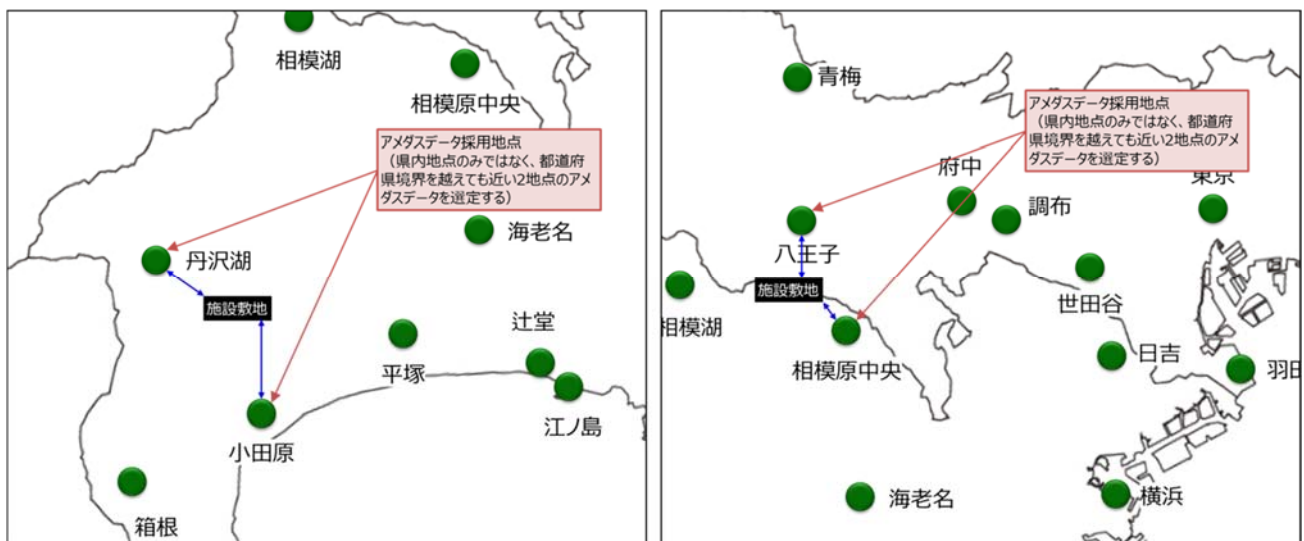 相模湖
相模原中央
アメダスデータ採用地点
（県内地点のみではなく、都道府
県境界を越えても近い2地点のアメ
ダスデータを選定する）
海老名
丹沢湖
施設敷地
辻堂
平塚
江ノ島
小田原
箱根
青梅
アメダスデータ採用地点
（県内地点のみではなく、都道府
県境界を越えても近い2地点のアメ
ダスデータを選定する）
府中
東京
調布
八王子
施設敷地
世田谷
相模湖
日吉
相模原中央
羽田
海老名
横浜